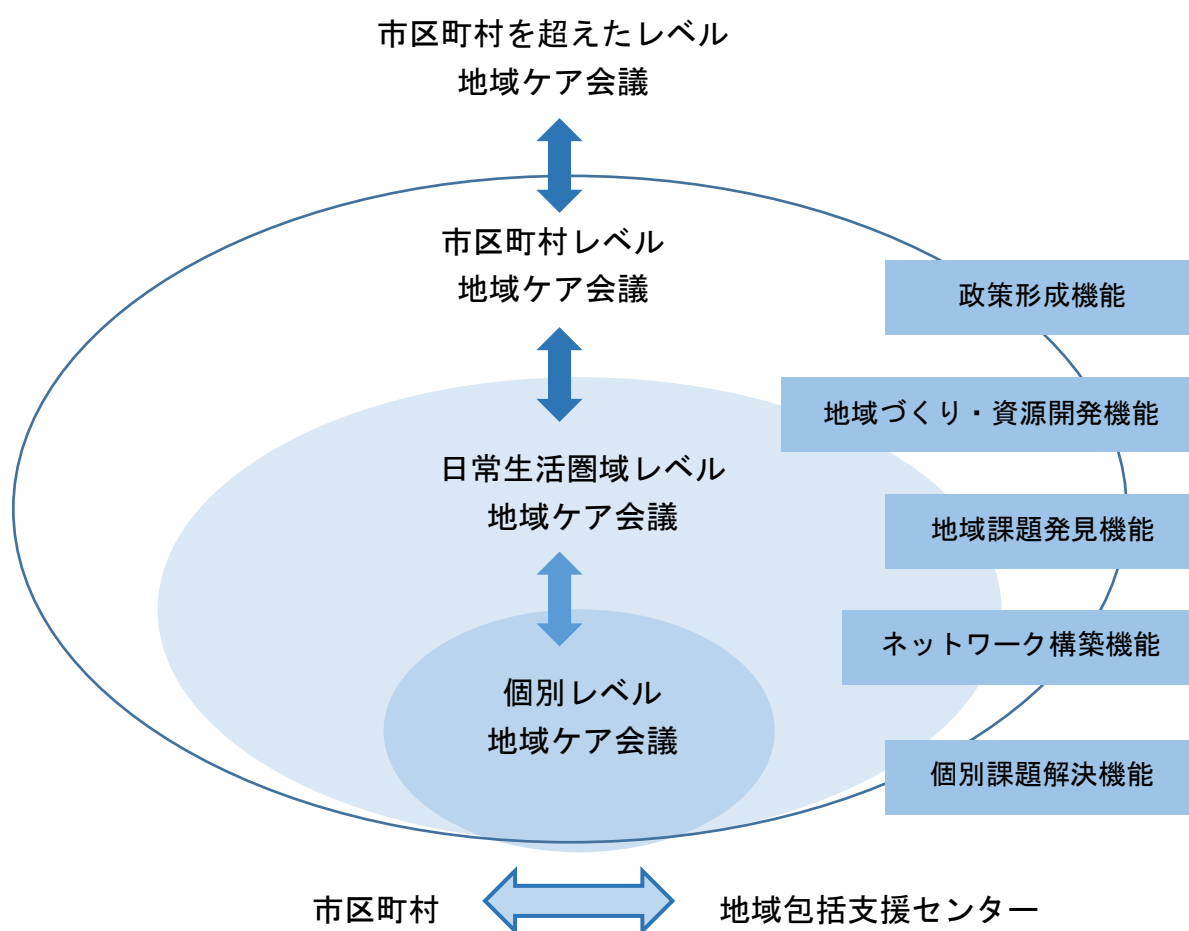 市区町村を超えたレベル
地域ケア会議
市区町村レベル
地域ケア会議
政策形成機能
地域づくり・資源開発機能
日常生活圏域レベル
地域ケア会議
地域課題発見機能
ネットワーク構築機能
個別レベル
地域ケア会議
個別課題解決機能
市区町村
地域包括支援センター